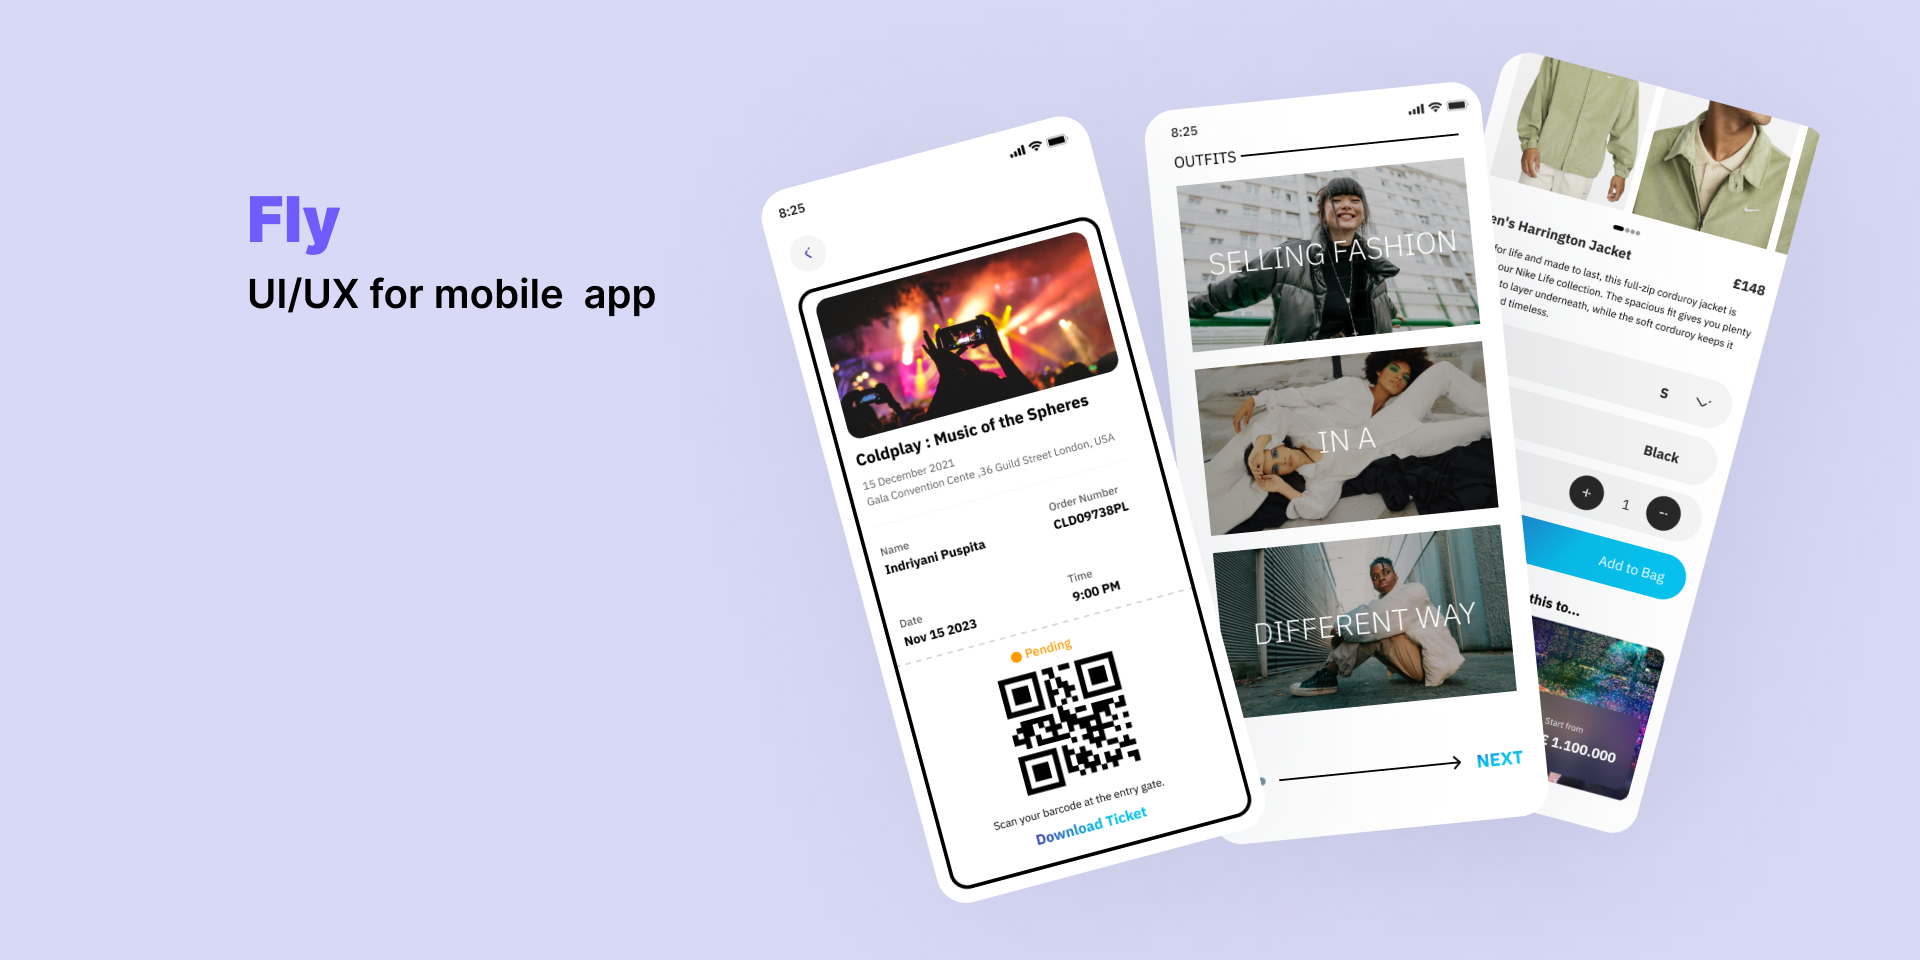 Fly
UI/UX for mobile app
8:25
Coldplay : Music of the Spheres
15 December 2021
Gala Convention Cente ,36 Guild Street London, USA
Name
Indriyani Puspita
Order Number
CLD09738PL
Date
Nov 15 2023
Time
9:00 PM
Pending
Scan your barcode at the entry gate.
Download Ticket
8:25
OUTFITS
SELLING FASHION
IN A
DIFFERENT WAY
NEXT
en's Harrington Jacket
£148
for life and made to last, this full-zip corduroy jacket is
our Nike Life collection. The spacious fit gives you plenty
to layer underneath, while the soft corduroy keeps it
d timeless.
S
Black
+ 1 -
Add to Bag
this to...
Start from
£ 1.100.000